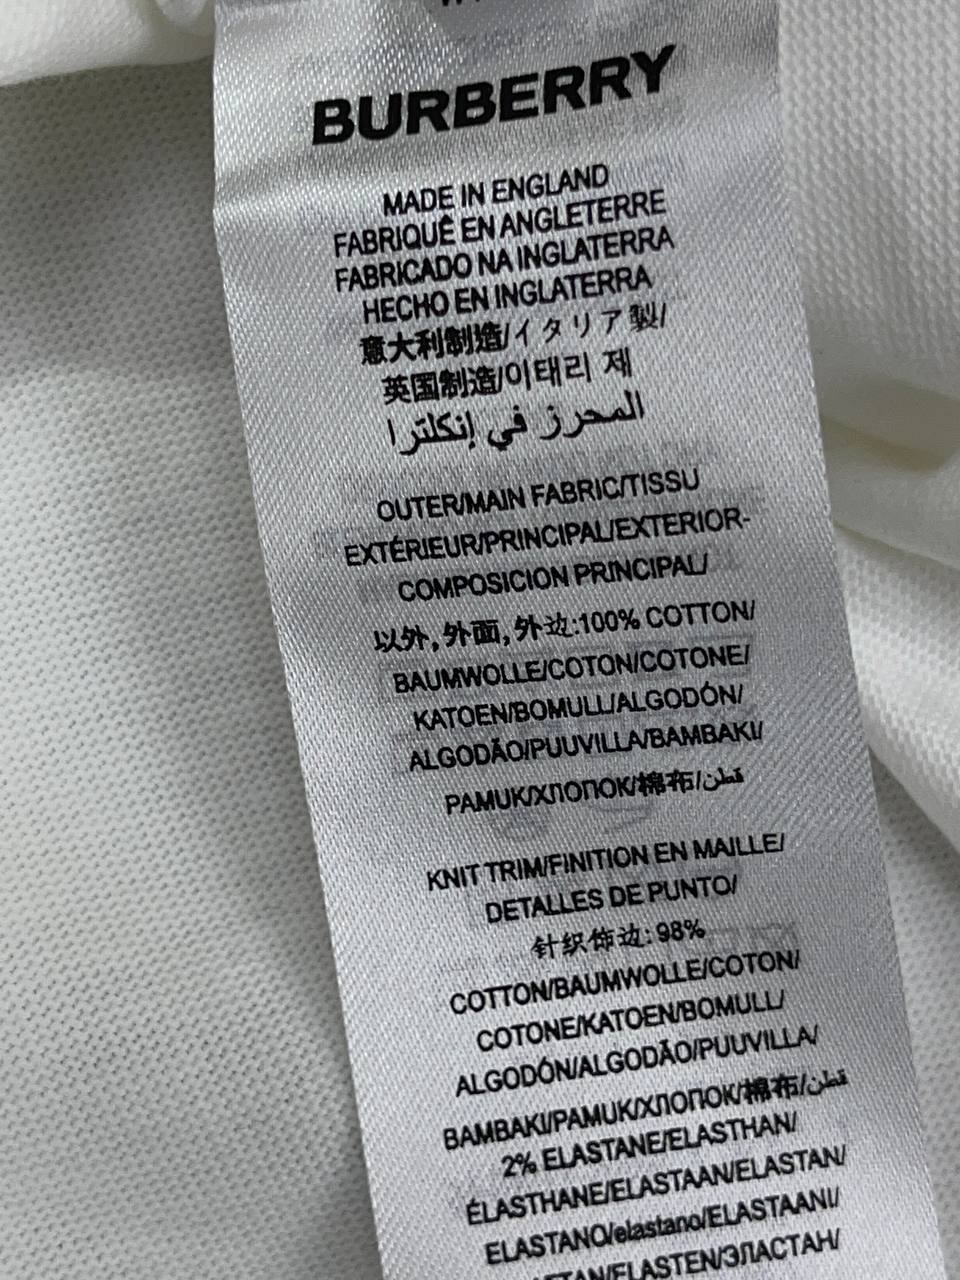 BURBERRY
MADE IN ENGLAND
FABRIQUÊ EN ANGLETERRE
FABRICADO NA INGLATERRA
HECHO EN INGLATERRA
意大利制造/イタリア製/
英国制造/이태리 제
المحرز في إنكلترا
OUTER/MAIN FABRIC/TISSU
EXTÉRIEUR/PRINCIPAL/EXTERIOR-
COMPOSICION PRINCIPAL/
以外,外面,外边:100% COTTON/
BAUMWOLLE/COTON/COTONE/
KATOEN/BOMULL/ALGODÓN/
ALGODÃO/PUUVILLA/BAMBAKI/
PAMUK/ХЛОПОК/棉布/قطن
KNIT TRIM/FINITION EN MAILLE/
DETALLES DE PUNTO/
针织饰边:98%
COTTON/BAUMWOLLE/COTON/
COTONE/KATOEN/BOMULL/
ALGODÓN/ALGODÃO/PUUVILLA/
BAMBAKI/PAMUK/ХЛОПОК/棉布/قطن
2% ELASTANE/ELASTHAN/
ÉLASTHANE/ELASTAAN/ELASTAN/
ELASTANO/elastano/ELASTAANI/
ELASTEN/ЭЛАСТАН/